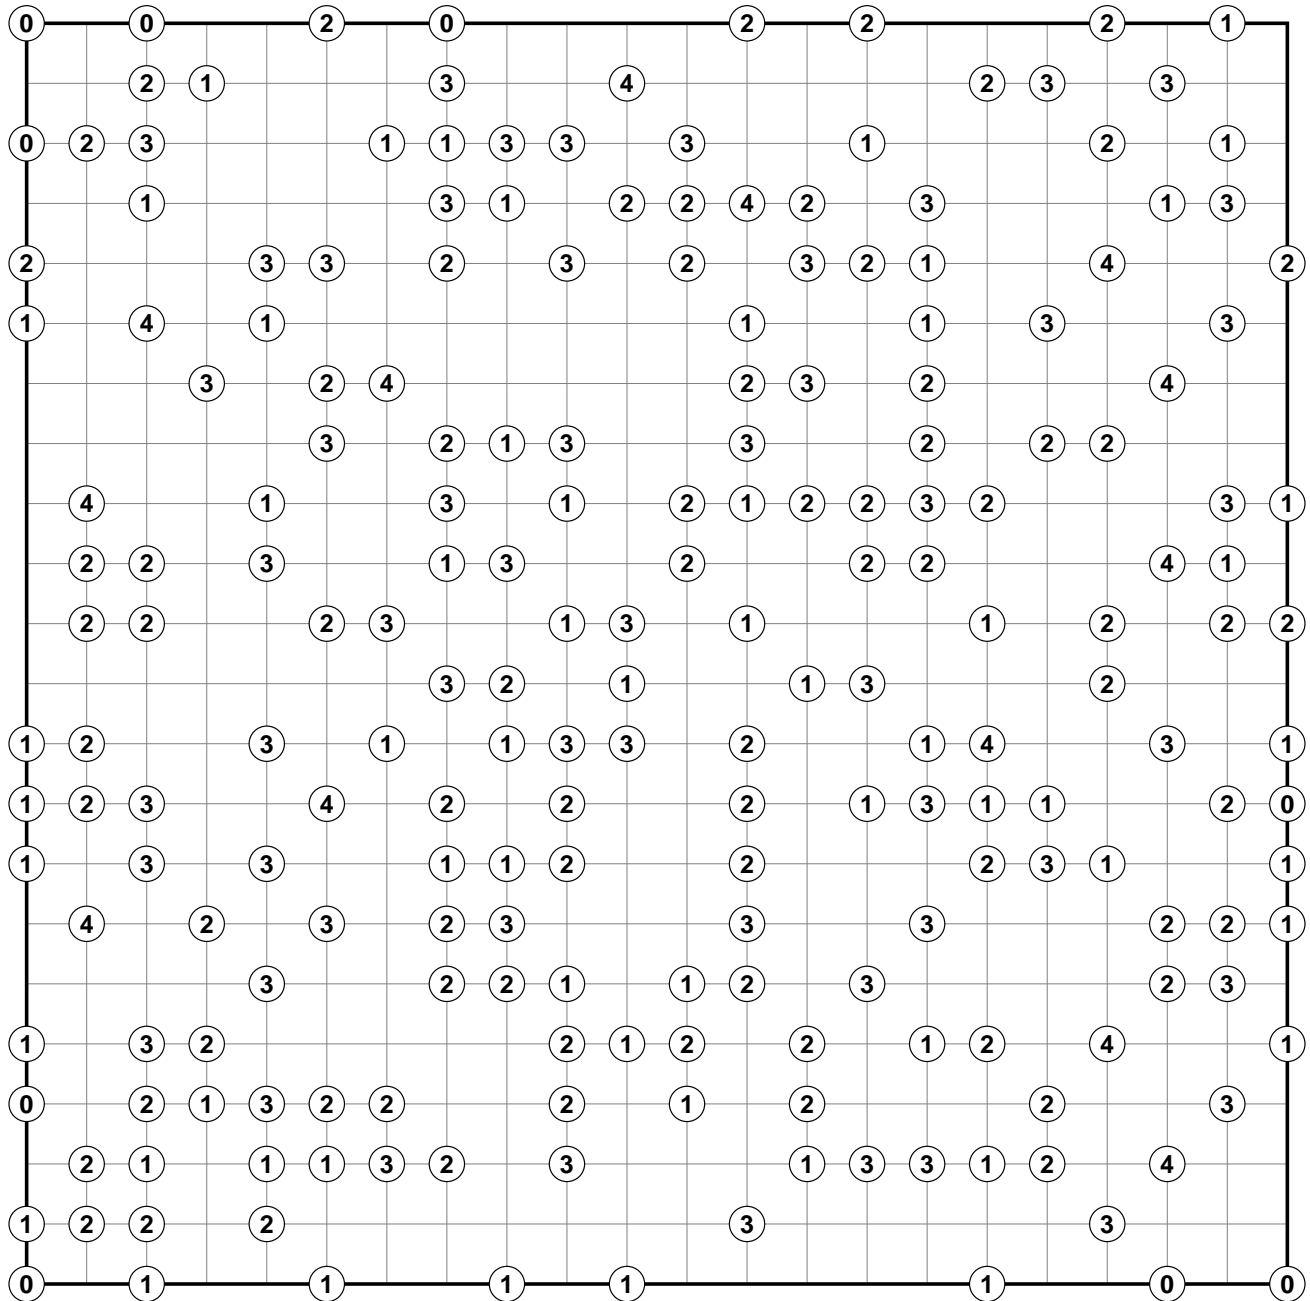 0 0 2 0 2 2 2 1
2 1 3 4 2 3 3
0 2 3 1 1 3 3 3 1 2 1
1 3 1 2 2 4 2 3 1 3
2 3 3 2 3 2 3 2 1 4 2
1 4 1 1 1 3 3
3 2 4 2 3 2 4
3 2 1 3 3 2 2 2
4 1 3 1 2 1 2 2 3 2 3 1
2 2 3 1 3 2 2 2 4 1
2 2 2 3 1 3 1 1 2 2 2
3 2 1 1 3 2
1 2 3 1 1 3 3 2 1 4 3 1
1 2 3 4 2 2 2 1 3 1 1 2 0
1 3 3 1 1 2 2 2 3 1 1
4 2 3 2 3 3 3 2 2 1
3 2 2 1 1 2 3 2 3
1 3 2 2 1 2 2 1 2 4 1
0 2 1 3 2 2 2 1 2 2 3
2 1 1 1 3 2 3 1 3 3 1 2 4
1 2 2 2 3 3
0 1 1 1 1 1 0 0